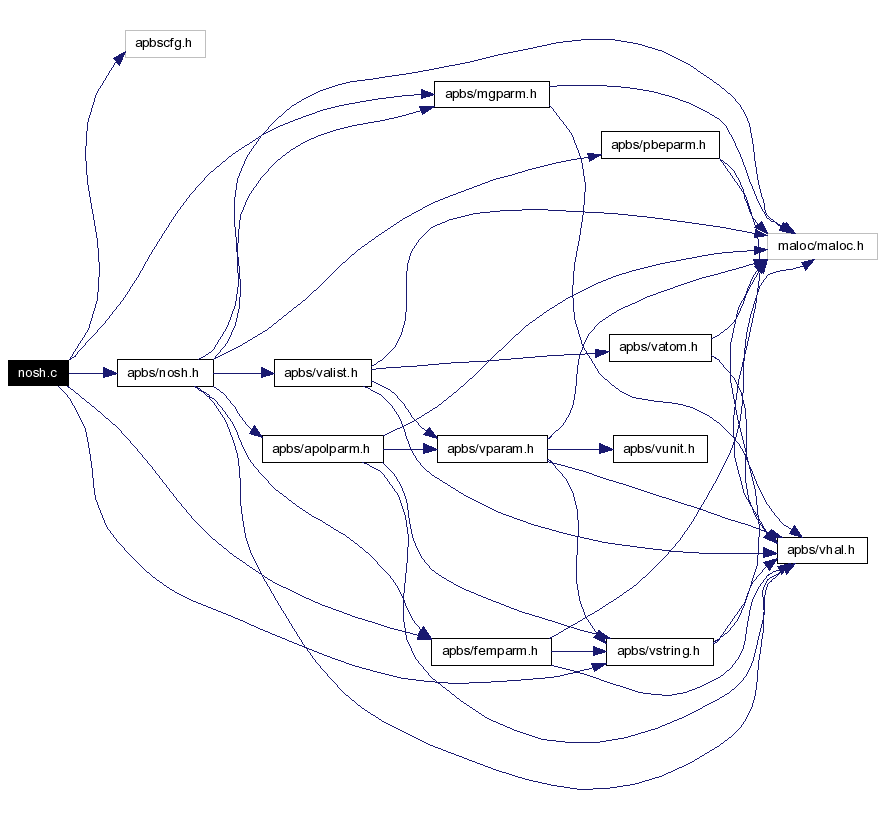 apbscfg.h
apbs/mgparm.h
apbs/pbeparm.h
maloc/maloc.h
apbs/vatom.h
nosh.c
apbs/nosh.h
apbs/valist.h
apbs/apolparm.h
apbs/vparam.h
apbs/vunit.h
apbs/vhal.h
apbs/femparm.h
apbs/vstring.h